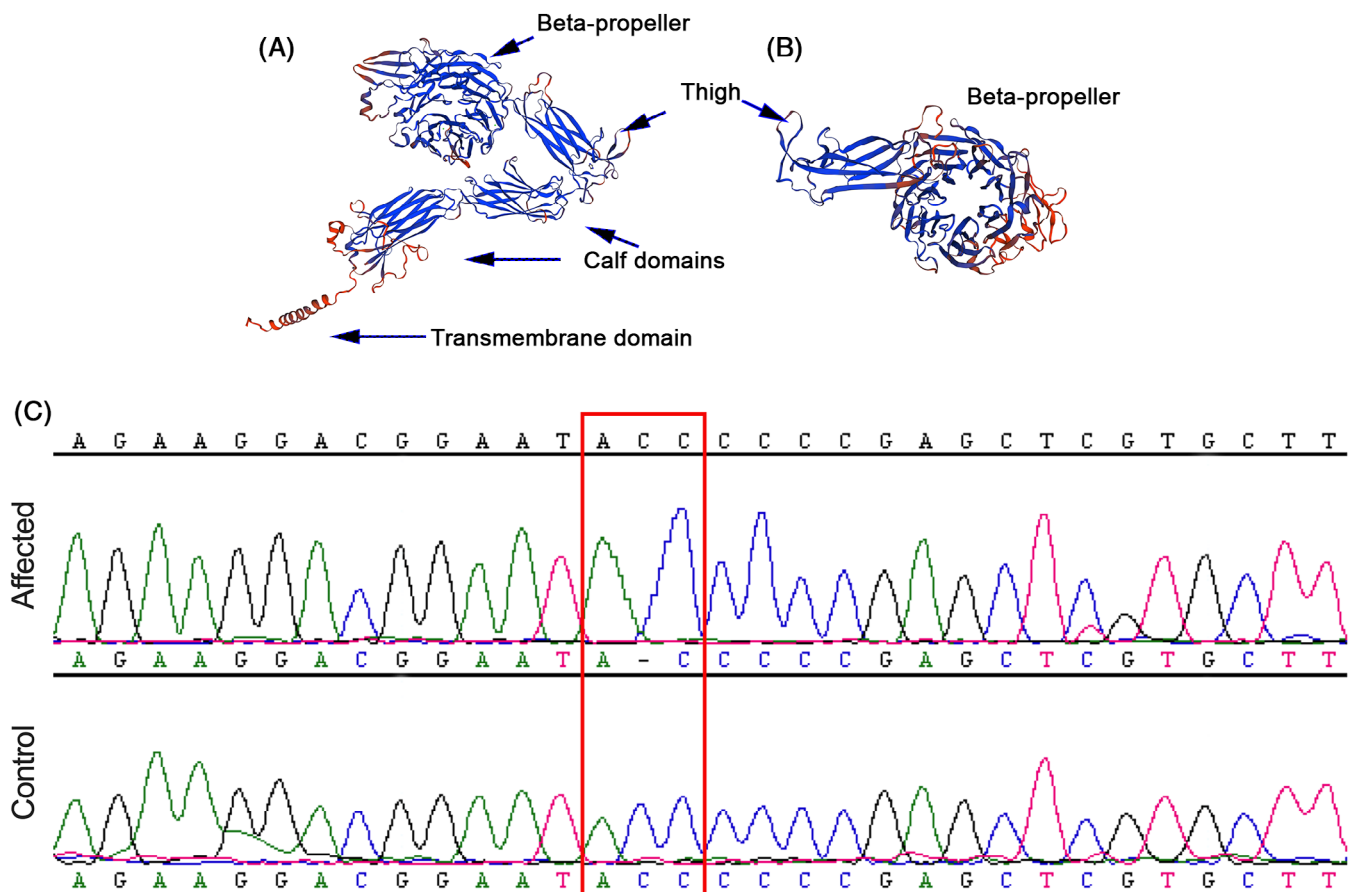 (A)
Beta-propeller
(B)
Thigh
Beta-propeller
Calf domains
Transmembrane domain
(C)
A G A A G G A C G G A A T A C C C C C C G A G C T C G T G C T T
Affected
A G A A G G A C G G A A T A - C C C C C G A G C T C G T G C T T
Control
A G A A G G A C G G A A T A C C C C C C G A G C T C G T G C T T